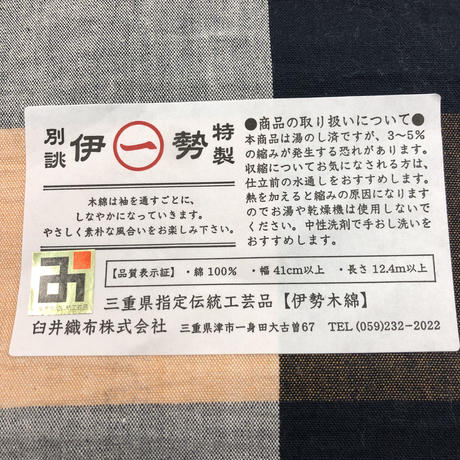 別誂 伊 一 勢 特製
木綿は袖を通すごとに、
しなやかになっていきます。
やさしく素朴な風合いをお楽しみ下さい。
●商品の取り扱いについて●
本商品は湯のし済ですが、3〜5%
の縮みが発生する恐れがあります。
収縮についてお気になされる方は、
仕立前の水通しをおすすめします。
熱を加えると縮みの原因になります
のでお湯や乾燥機は使用しないで
ください。中性洗剤で手おし洗いを
おすすめします。
【品質表示証】・綿 100% ・幅 41cm以上 ・長さ 12.4m以上
三重県指定伝統工芸品【伊勢木綿】
臼井織布株式会社 三重県津市一身田大古曽67 TEL (059)232-2022